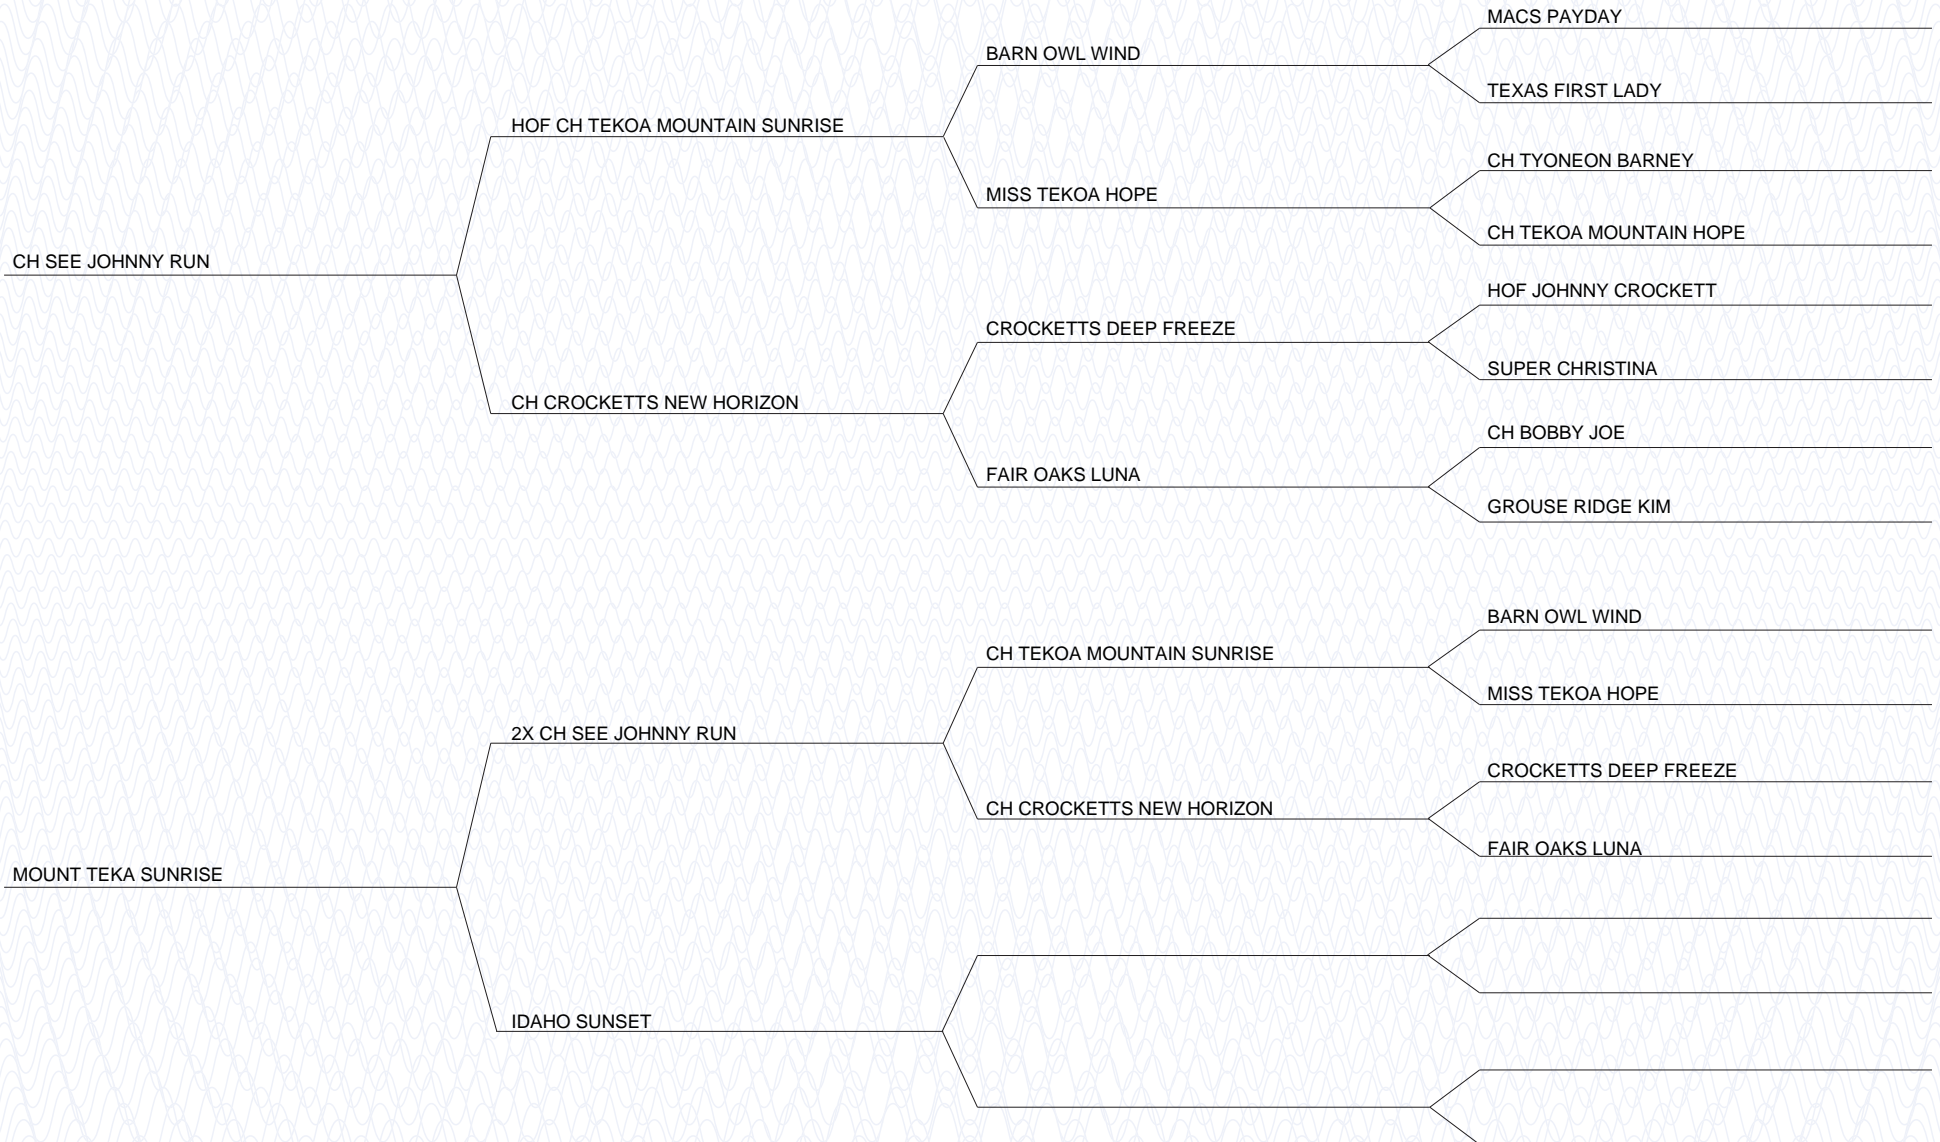 MACS PAYDAY
BARN OWL WIND
TEXAS FIRST LADY
HOF CH TEKOA MOUNTAIN SUNRISE
CH TYONEON BARNEY
MISS TEKOA HOPE
CH TEKOA MOUNTAIN HOPE
CH SEE JOHNNY RUN
HOF JOHNNY CROCKETT
CROCKETTS DEEP FREEZE
SUPER CHRISTINA
CH CROCKETTS NEW HORIZON
CH BOBBY JOE
FAIR OAKS LUNA
GROUSE RIDGE KIM
BARN OWL WIND
CH TEKOA MOUNTAIN SUNRISE
MISS TEKOA HOPE
2X CH SEE JOHNNY RUN
CROCKETTS DEEP FREEZE
CH CROCKETTS NEW HORIZON
FAIR OAKS LUNA
MOUNT TEKA SUNRISE
IDAHO SUNSET